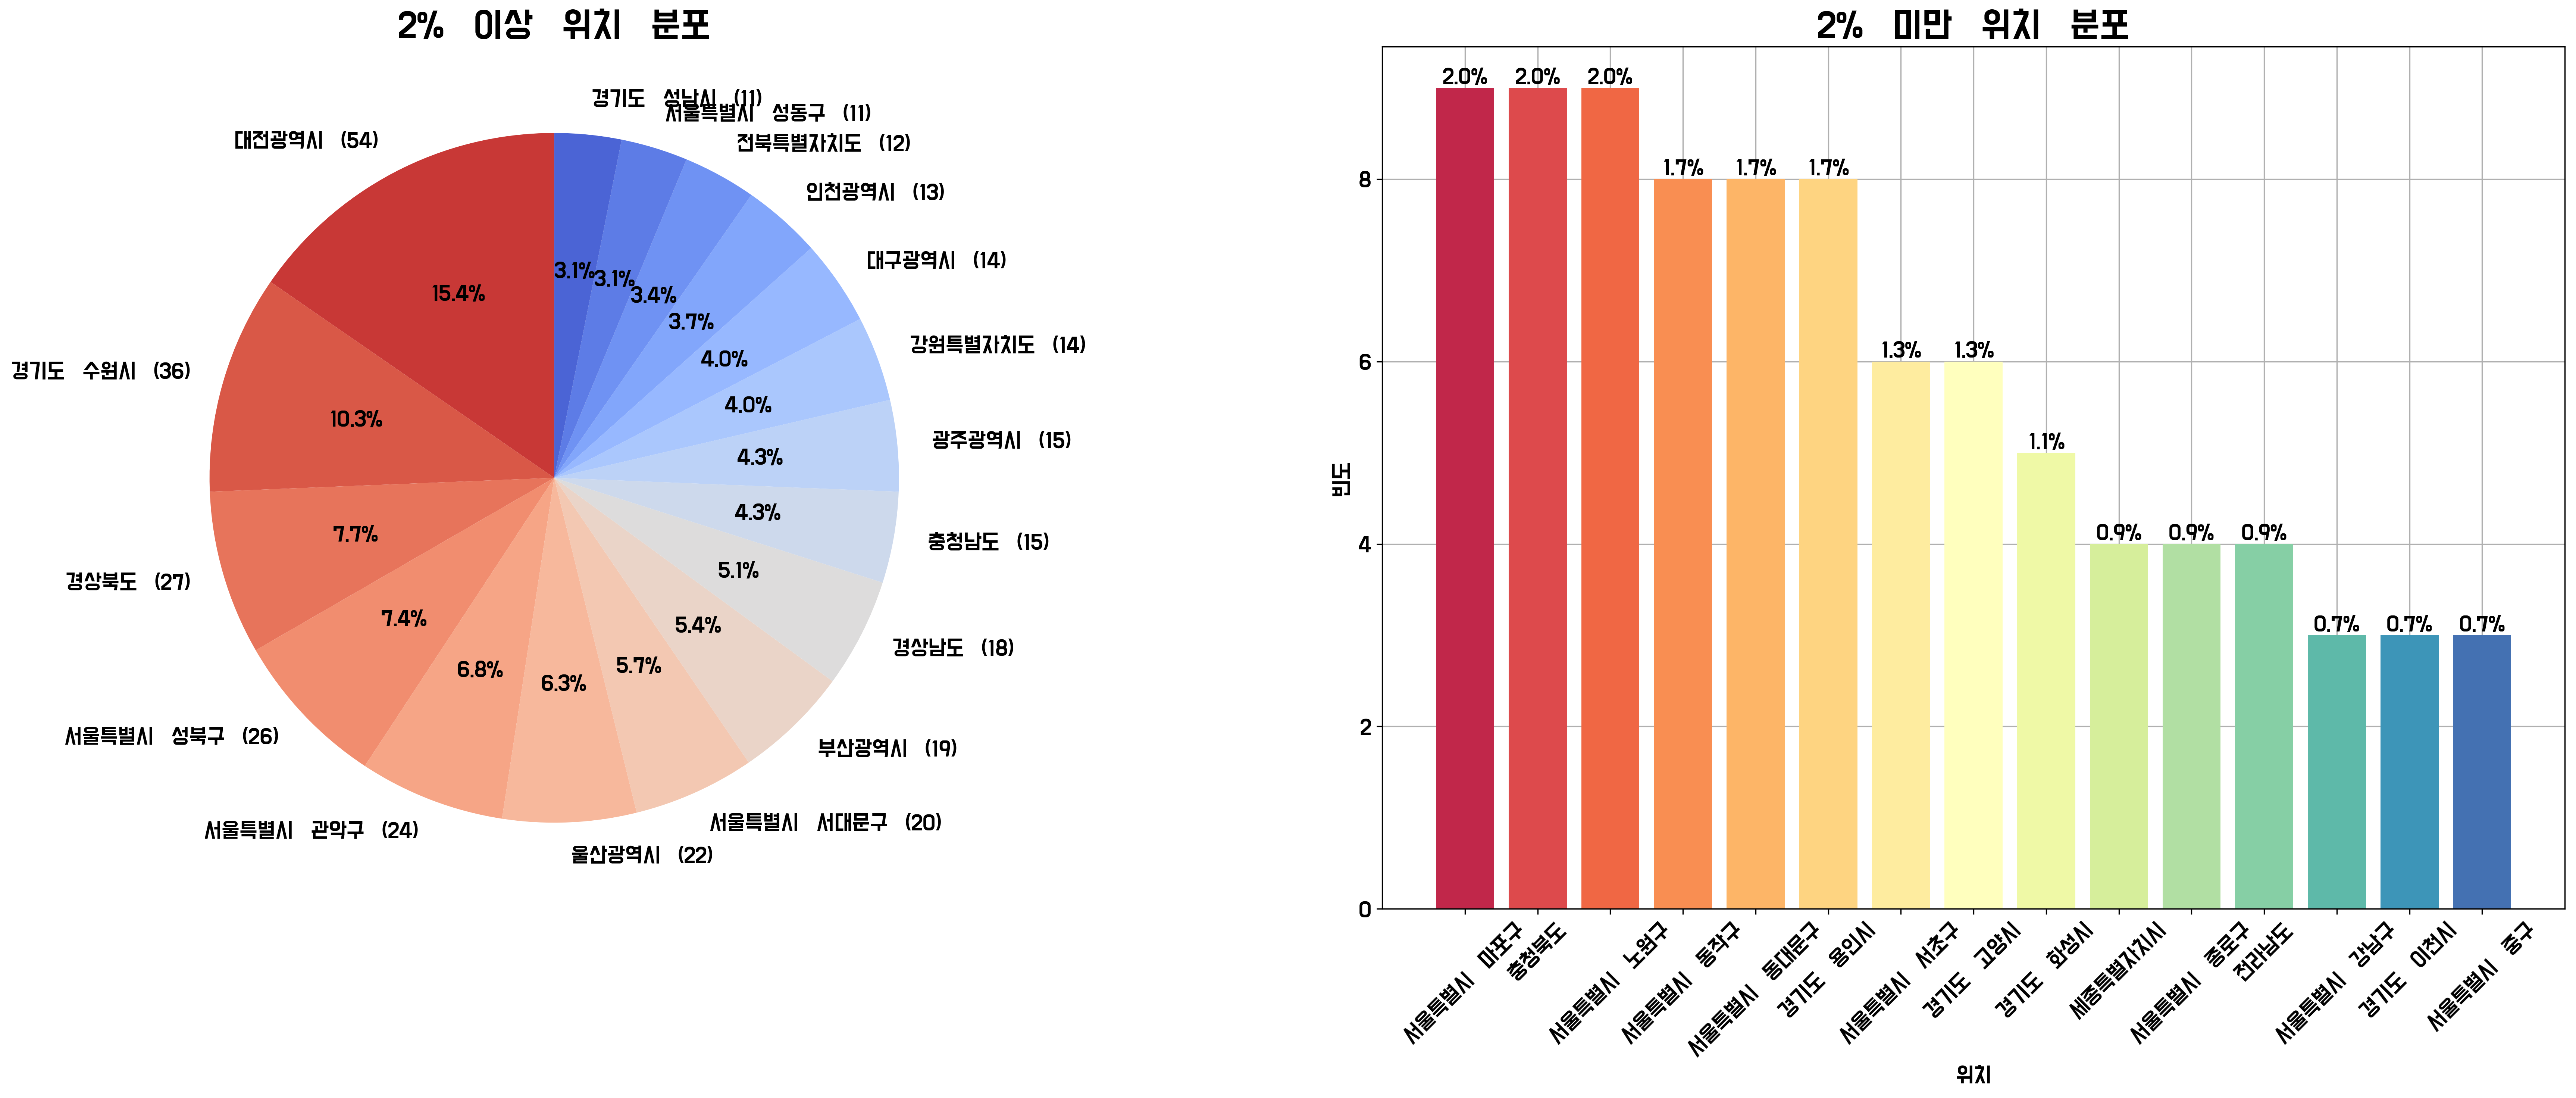 2% 이상 위치 분포
경기도 성남시 (11)
서울특별시 성동구 (11)
전북특별자치도 (12)
인천광역시 (13)
대구광역시 (14)
강원특별자치도 (14)
광주광역시 (15)
충청남도 (15)
경상남도 (18)
부산광역시 (19)
서울특별시 서대문구 (20)
울산광역시 (22)
서울특별시 관악구 (24)
서울특별시 성북구 (26)
경상북도 (27)
경기도 수원시 (36)
대전광역시 (54)
3.1%
3.1%
3.4%
3.7%
4.0%
4.0%
4.3%
4.3%
5.1%
5.4%
5.7%
6.3%
6.8%
7.4%
7.7%
10.3%
15.4%
2% 미만 위치 분포
빈도
8
6
4
2
0
2.0%
2.0%
2.0%
1.7%
1.7%
1.7%
1.3%
1.3%
1.1%
0.9%
0.9%
0.9%
0.7%
0.7%
0.7%
서울특별시 마포구
충청북도
서울특별시 노원구
서울특별시 동작구
서울특별시 동대문구
경기도 용인시
서울특별시 서초구
경기도 고양시
경기도 화성시
세종특별자치시
서울특별시 종로구
전라남도
서울특별시 강남구
경기도 이천시
서울특별시 중구
위치